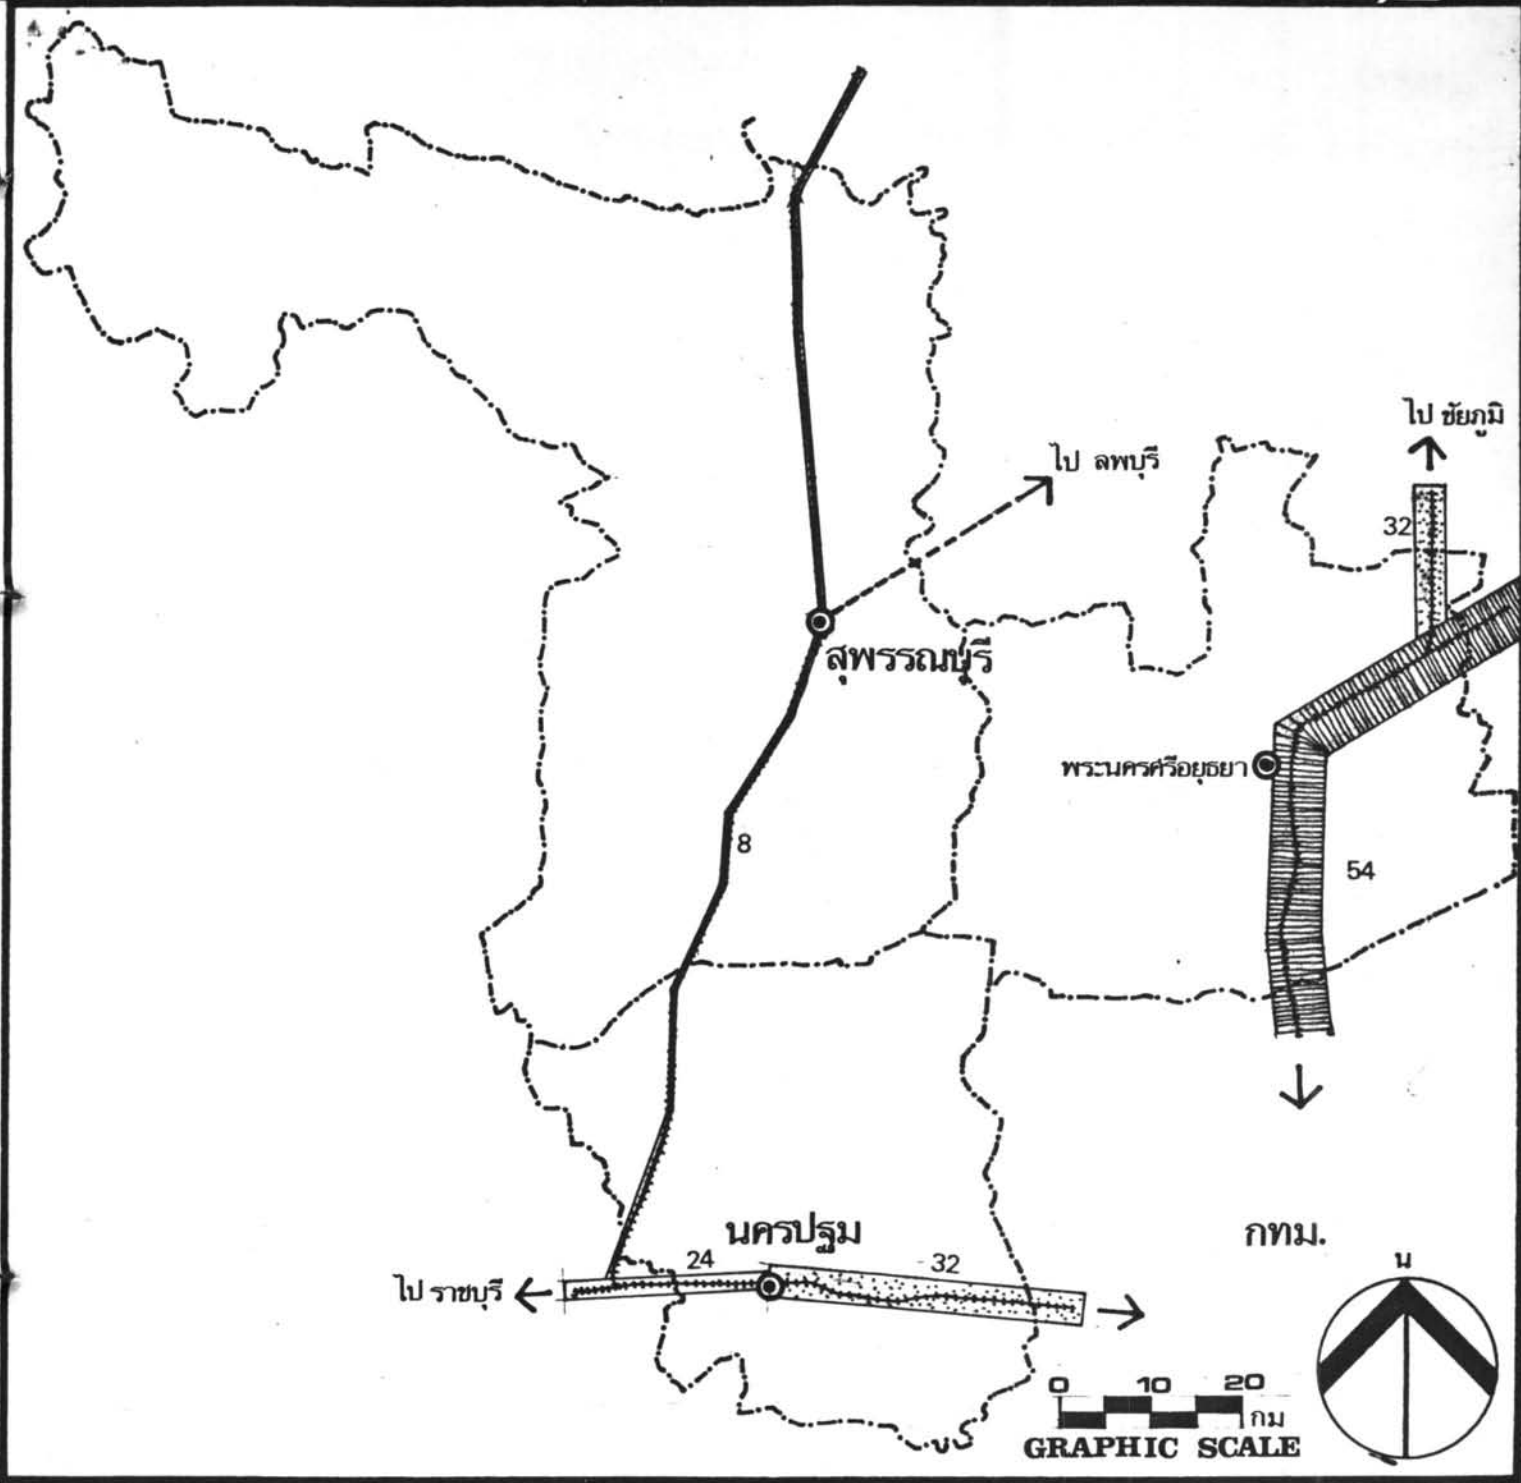 ไป ชัยภูมิ
ไป ลพบุรี
32
สุพรรณบุรี
พระนครศรีอยุธยา
8
54
นครปฐม
กทม.
24
32
น
ไป ราชบุรี
0 10 20
กม
GRAPHIC SCALE